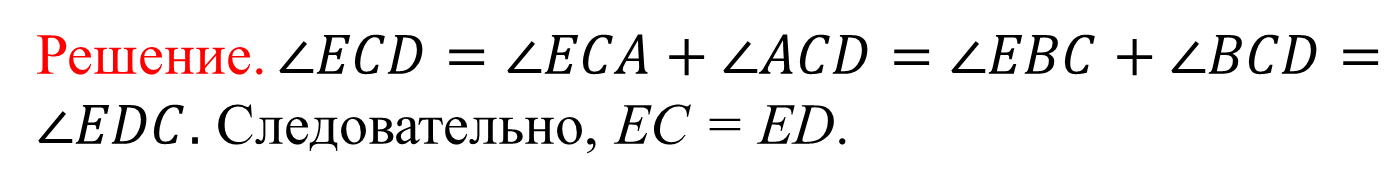 Решение. ∠ECD = ∠ECA + ∠ACD = ∠EBC + ∠BCD =
∠EDC. Следовательно, EC = ED.